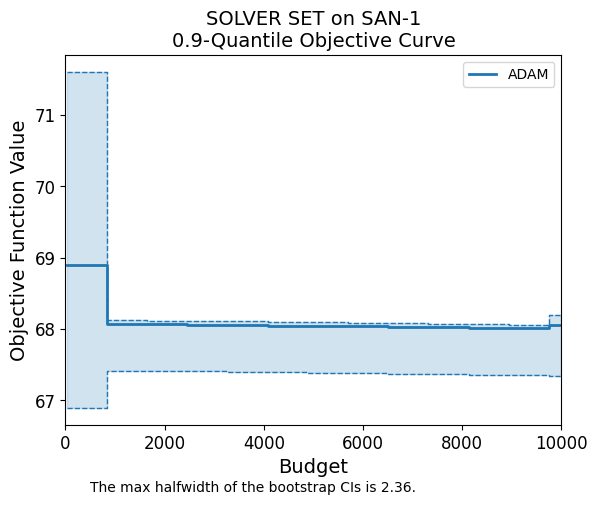 SOLVER SET on SAN-1
0.9-Quantile Objective Curve
ADAM
Objective Function Value
71
70
69
68
67
0 2000 4000 6000 8000 10000
Budget
The max halfwidth of the bootstrap CIs is 2.36.